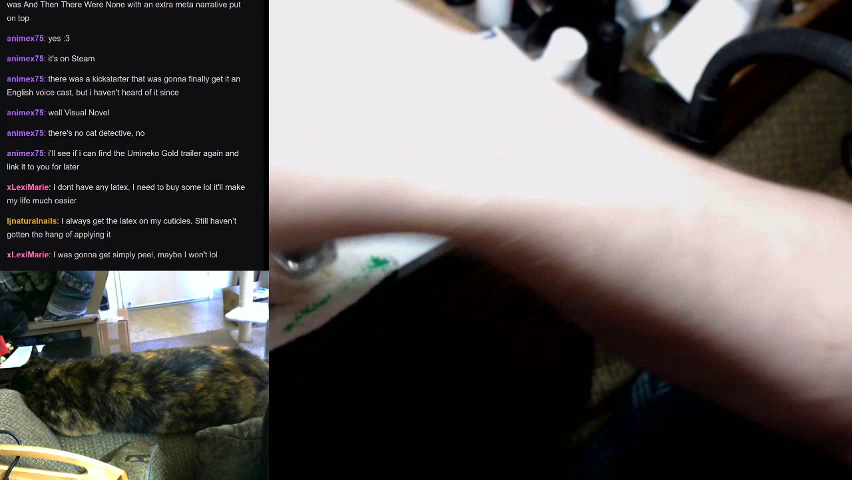 was And Then There Were None with an extra meta narrative put
on top
animex75: yes :3
animex75: it's on Steam
animex75: there was a kickstarter that was gonna finally get it an
English voice cast, but i haven't heard of it since
animex75: well Visual Novel
animex75: there's no cat detective, no
animex75: i'll see if i can find the Umineko Gold trailer again and
link it to you for later
xLexiMarie: I dont have any latex, I need to buy some lol it'll make
my life much easier
ljnaturalnails: I always get the latex on my cuticles. Still haven't
gotten the hang of applying it
xLexiMarie: I was gonna get simply peel, maybe I won't lol